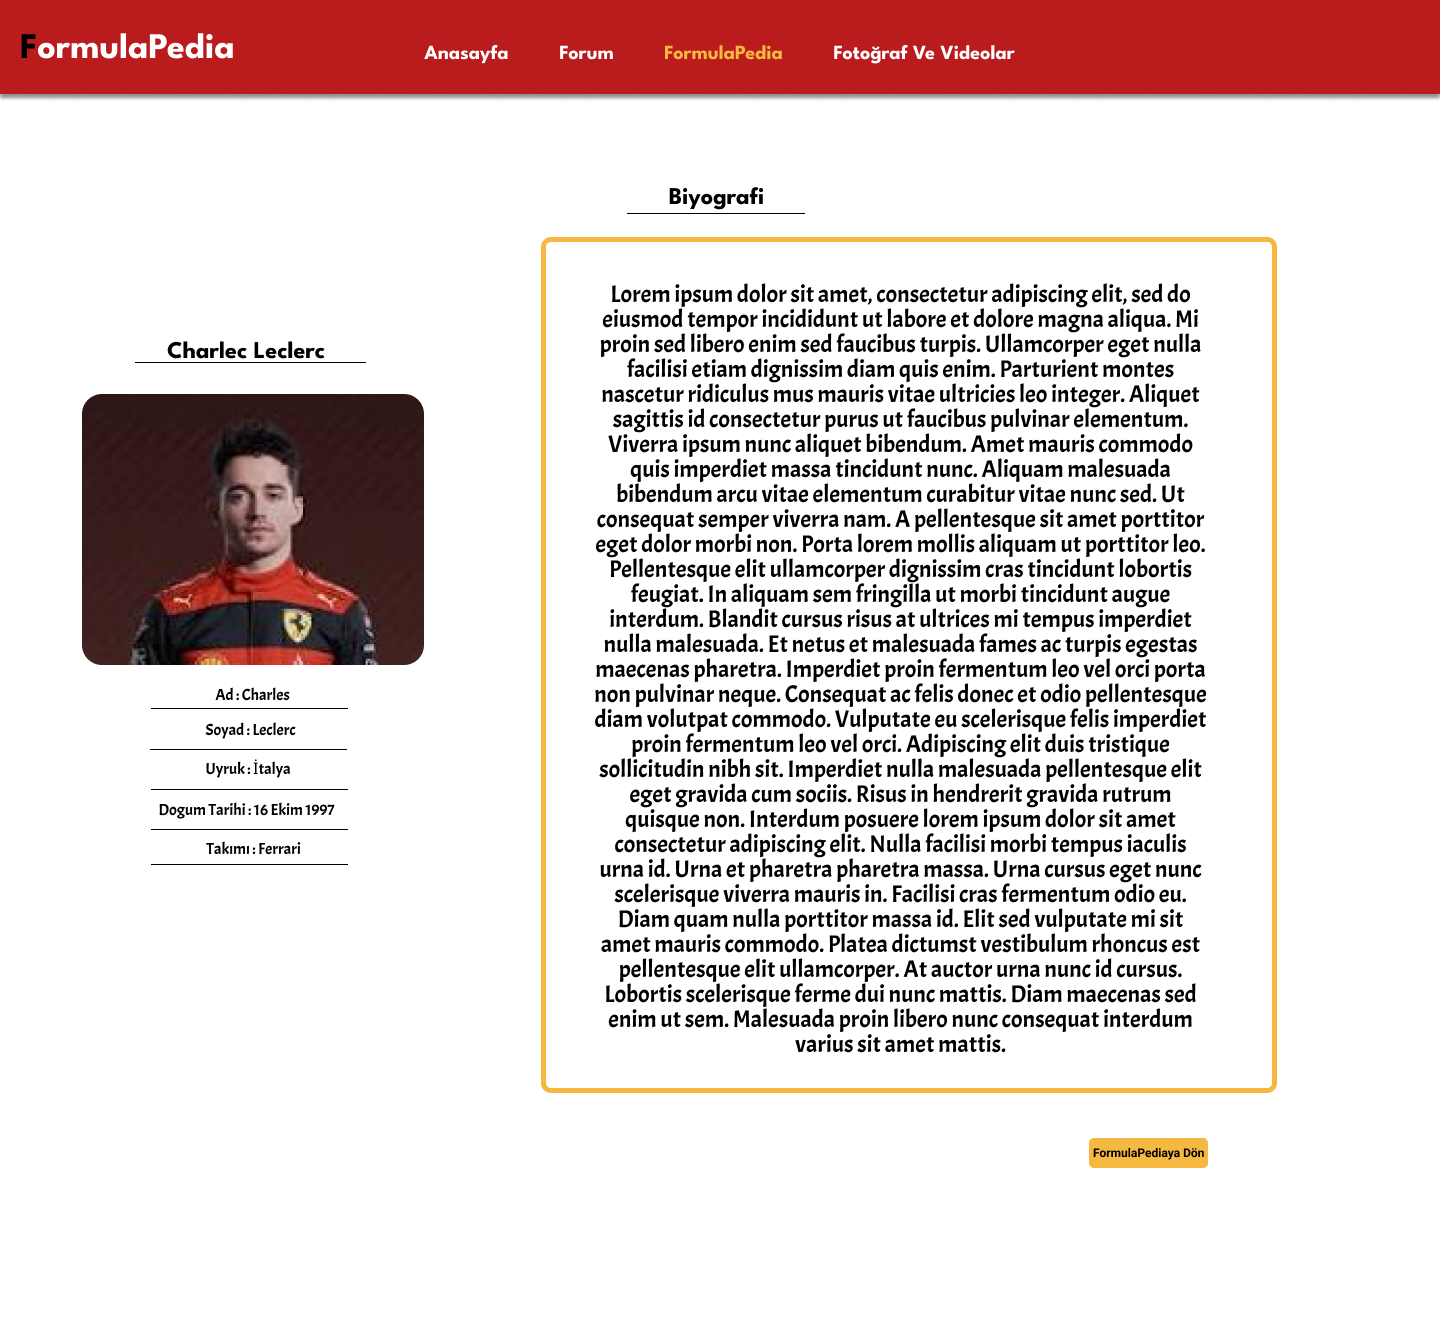 FormulaPedia
Anasayfa Forum FormulaPedia Fotoğraf Ve Videolar
Charlec Leclerc
Ad : Charles
Soyad : Leclerc
Uyruk : İtalya
Dogum Tarihi : 16 Ekim 1997
Takımı : Ferrari
Biyografi
Lorem ipsum dolor sit amet, consectetur adipiscing elit, sed do
eiusmod tempor incididunt ut labore et dolore magna aliqua. Mi
proin sed libero enim sed faucibus turpis. Ullamcorper eget nulla
facilisi etiam dignissim diam quis enim. Parturient montes
nascetur ridiculus mus mauris vitae ultricies leo integer. Aliquet
sagittis id consectetur purus ut faucibus pulvinar elementum.
Viverra ipsum nunc aliquet bibendum. Amet mauris commodo
quis imperdiet massa tincidunt nunc. Aliquam malesuada
bibendum arcu vitae elementum curabitur vitae nunc sed. Ut
consequat semper viverra nam. A pellentesque sit amet porttitor
eget dolor morbi non. Porta lorem mollis aliquam ut porttitor leo.
Pellentesque elit ullamcorper dignissim cras tincidunt lobortis
feugiat. In aliquam sem fringilla ut morbi tincidunt augue
interdum. Blandit cursus risus at ultrices mi tempus imperdiet
nulla malesuada. Et netus et malesuada fames ac turpis egestas
maecenas pharetra. Imperdiet proin fermentum leo vel orci porta
non pulvinar neque. Consequat ac felis donec et odio pellentesque
diam volutpat commodo. Vulputate eu scelerisque felis imperdiet
proin fermentum leo vel orci. Adipiscing elit duis tristique
sollicitudin nibh sit. Imperdiet nulla malesuada pellentesque elit
eget gravida cum sociis. Risus in hendrerit gravida rutrum
quisque non. Interdum posuere lorem ipsum dolor sit amet
consectetur adipiscing elit. Nulla facilisi morbi tempus iaculis
urna id. Urna et pharetra pharetra massa. Urna cursus eget nunc
scelerisque viverra mauris in. Facilisi cras fermentum odio eu.
Diam quam nulla porttitor massa id. Elit sed vulputate mi sit
amet mauris commodo. Platea dictumst vestibulum rhoncus est
pellentesque elit ullamcorper. At auctor urna nunc id cursus.
Lobortis scelerisque ferme dui nunc mattis. Diam maecenas sed
enim ut sem. Malesuada proin libero nunc consequat interdum
varius sit amet mattis.
FormulaPediaya Dön